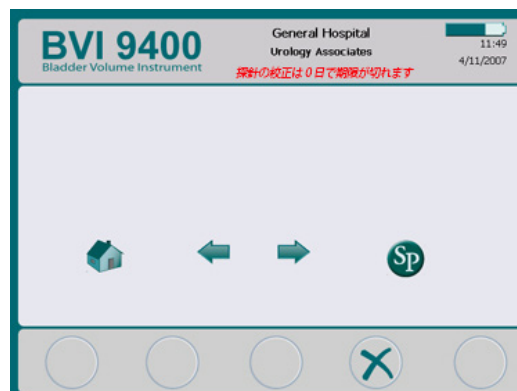 BVI 9400
Bladder Volume Instrument
General Hospital
Urology Associates
探針の校正は0日で期限が切れます
11:49
4/11/2007
SP